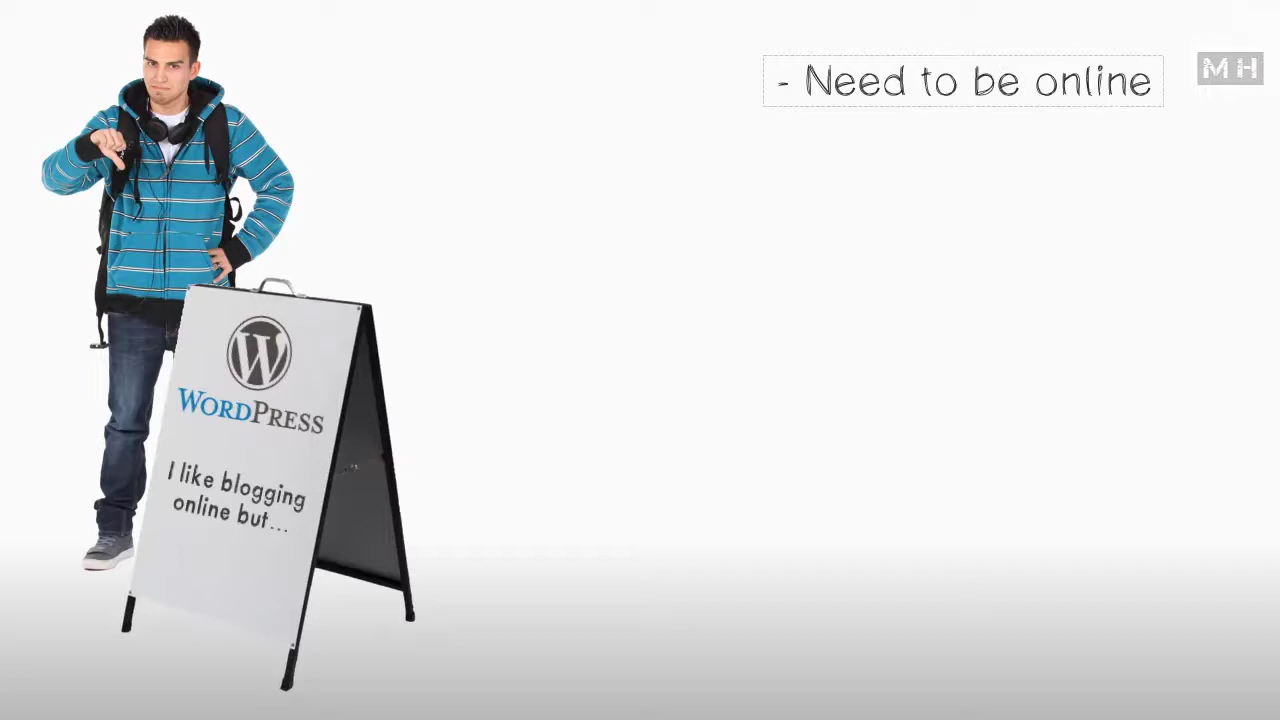 - Need to be online
MH
W
WORDPRESS
I like blogging
online but...